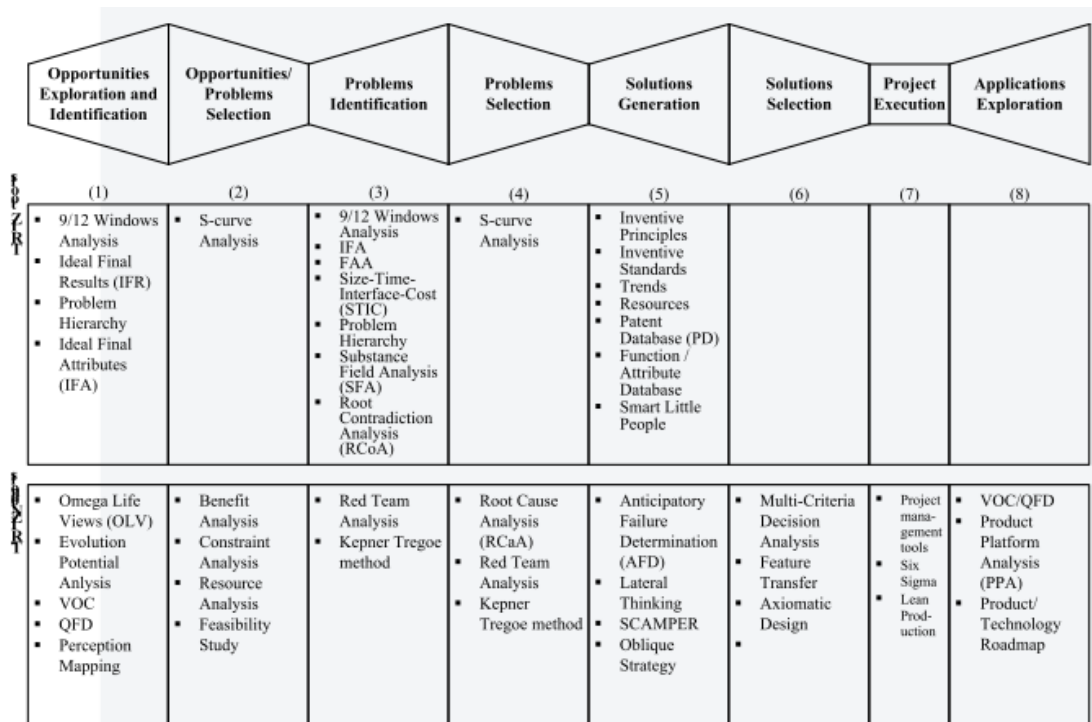 Opportunities
Exploration and
Identification
Opportunities/
Problems
Selection
Problems
Identification
Problems
Selection
Solutions
Generation
Solutions
Selection
Project
Execution
Applications
Exploration
(1)
(2)
(3)
(4)
(5)
(6)
(7)
(8)
▪ 9/12 Windows
Analysis
▪ Ideal Final
Results (IFR)
▪ Problem
Hierarchy
▪ Ideal Final
Attributes
(IFA)
▪ S-curve
Analysis
▪ 9/12 Windows
Analysis
▪ IFA
▪ FAA
▪ Size-Time-
Interface-Cost
(STIC)
▪ Problem
Hierarchy
▪ Substance
Field Analysis
(SFA)
▪ Root
Contradiction
Analysis
(RCoA)
▪ S-curve
Analysis
▪ Inventive
Principles
▪ Inventive
Standards
▪ Trends
▪ Resources
▪ Patent
Database (PD)
▪ Function /
Attribute
Database
▪ Smart Little
People
▪ Omega Life
Views (OLV)
▪ Evolution
Potential
Anlysis
▪ VOC
▪ QFD
▪ Perception
Mapping
▪ Benefit
Analysis
▪ Constraint
Analysis
▪ Resource
Analysis
▪ Feasibility
Study
▪ Red Team
Analysis
▪ Kepner Tregoe
method
▪ Root Cause
Analysis
(RCaA)
▪ Red Team
Analysis
▪ Kepner
Tregoe method
▪ Anticipatory
Failure
Determination
(AFD)
▪ Lateral
Thinking
▪ SCAMPER
▪ Oblique
Strategy
▪ Multi-Criteria
Decision
Analysis
▪ Feature
Transfer
▪ Axiomatic
Design
▪
▪ Project
mana-
gement
tools
▪ Six
Sigma
▪ Lean
Prod-
uction
▪ VOC/QFD
▪ Product
Platform
Analysis
(PPA)
▪ Product/
Technology
Roadmap